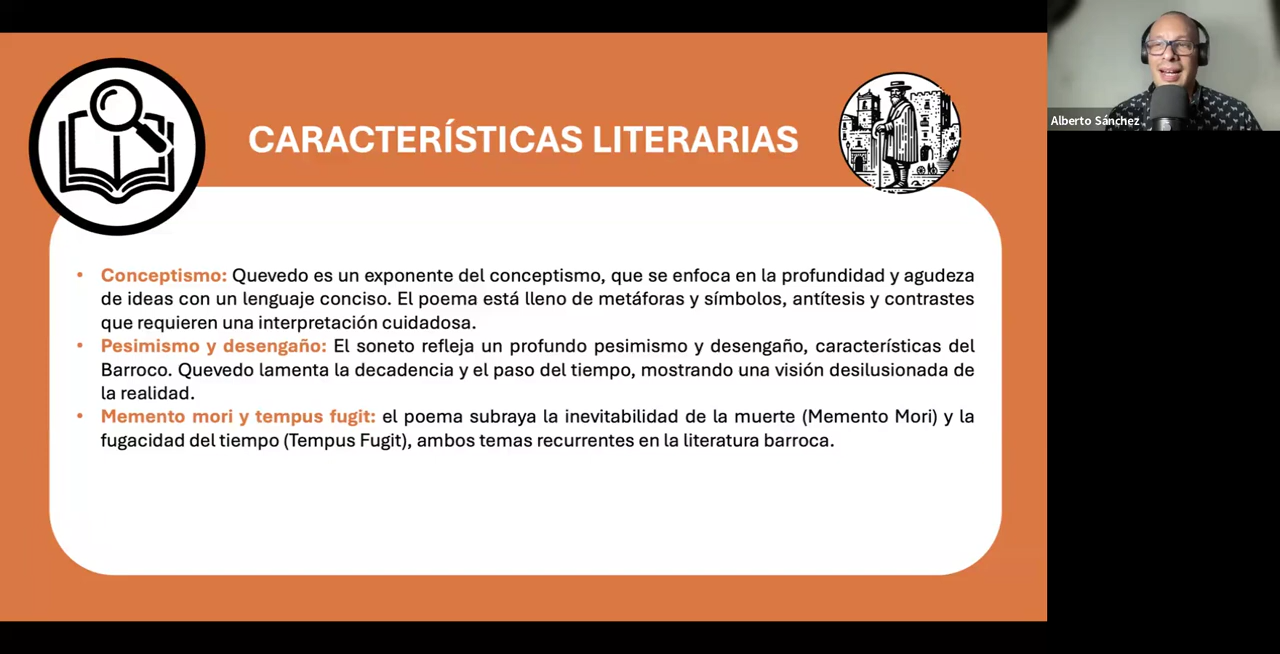 CARACTERÍSTICAS LITERARIAS
Alberto Sánchez
• Conceptismo: Quevedo es un exponente del conceptismo, que se enfoca en la profundidad y agudeza
de ideas con un lenguaje conciso. El poema está lleno de metáforas y símbolos, antítesis y contrastes
que requieren una interpretación cuidadosa.
• Pesimismo y desengaño: El soneto refleja un profundo pesimismo y desengaño, características del
Barroco. Quevedo lamenta la decadencia y el paso del tiempo, mostrando una visión desilusionada de
la realidad.
• Memento mori y tempus fugit: el poema subraya la inevitabilidad de la muerte (Memento Mori) y la
fugacidad del tiempo (Tempus Fugit), ambos temas recurrentes en la literatura barroca.